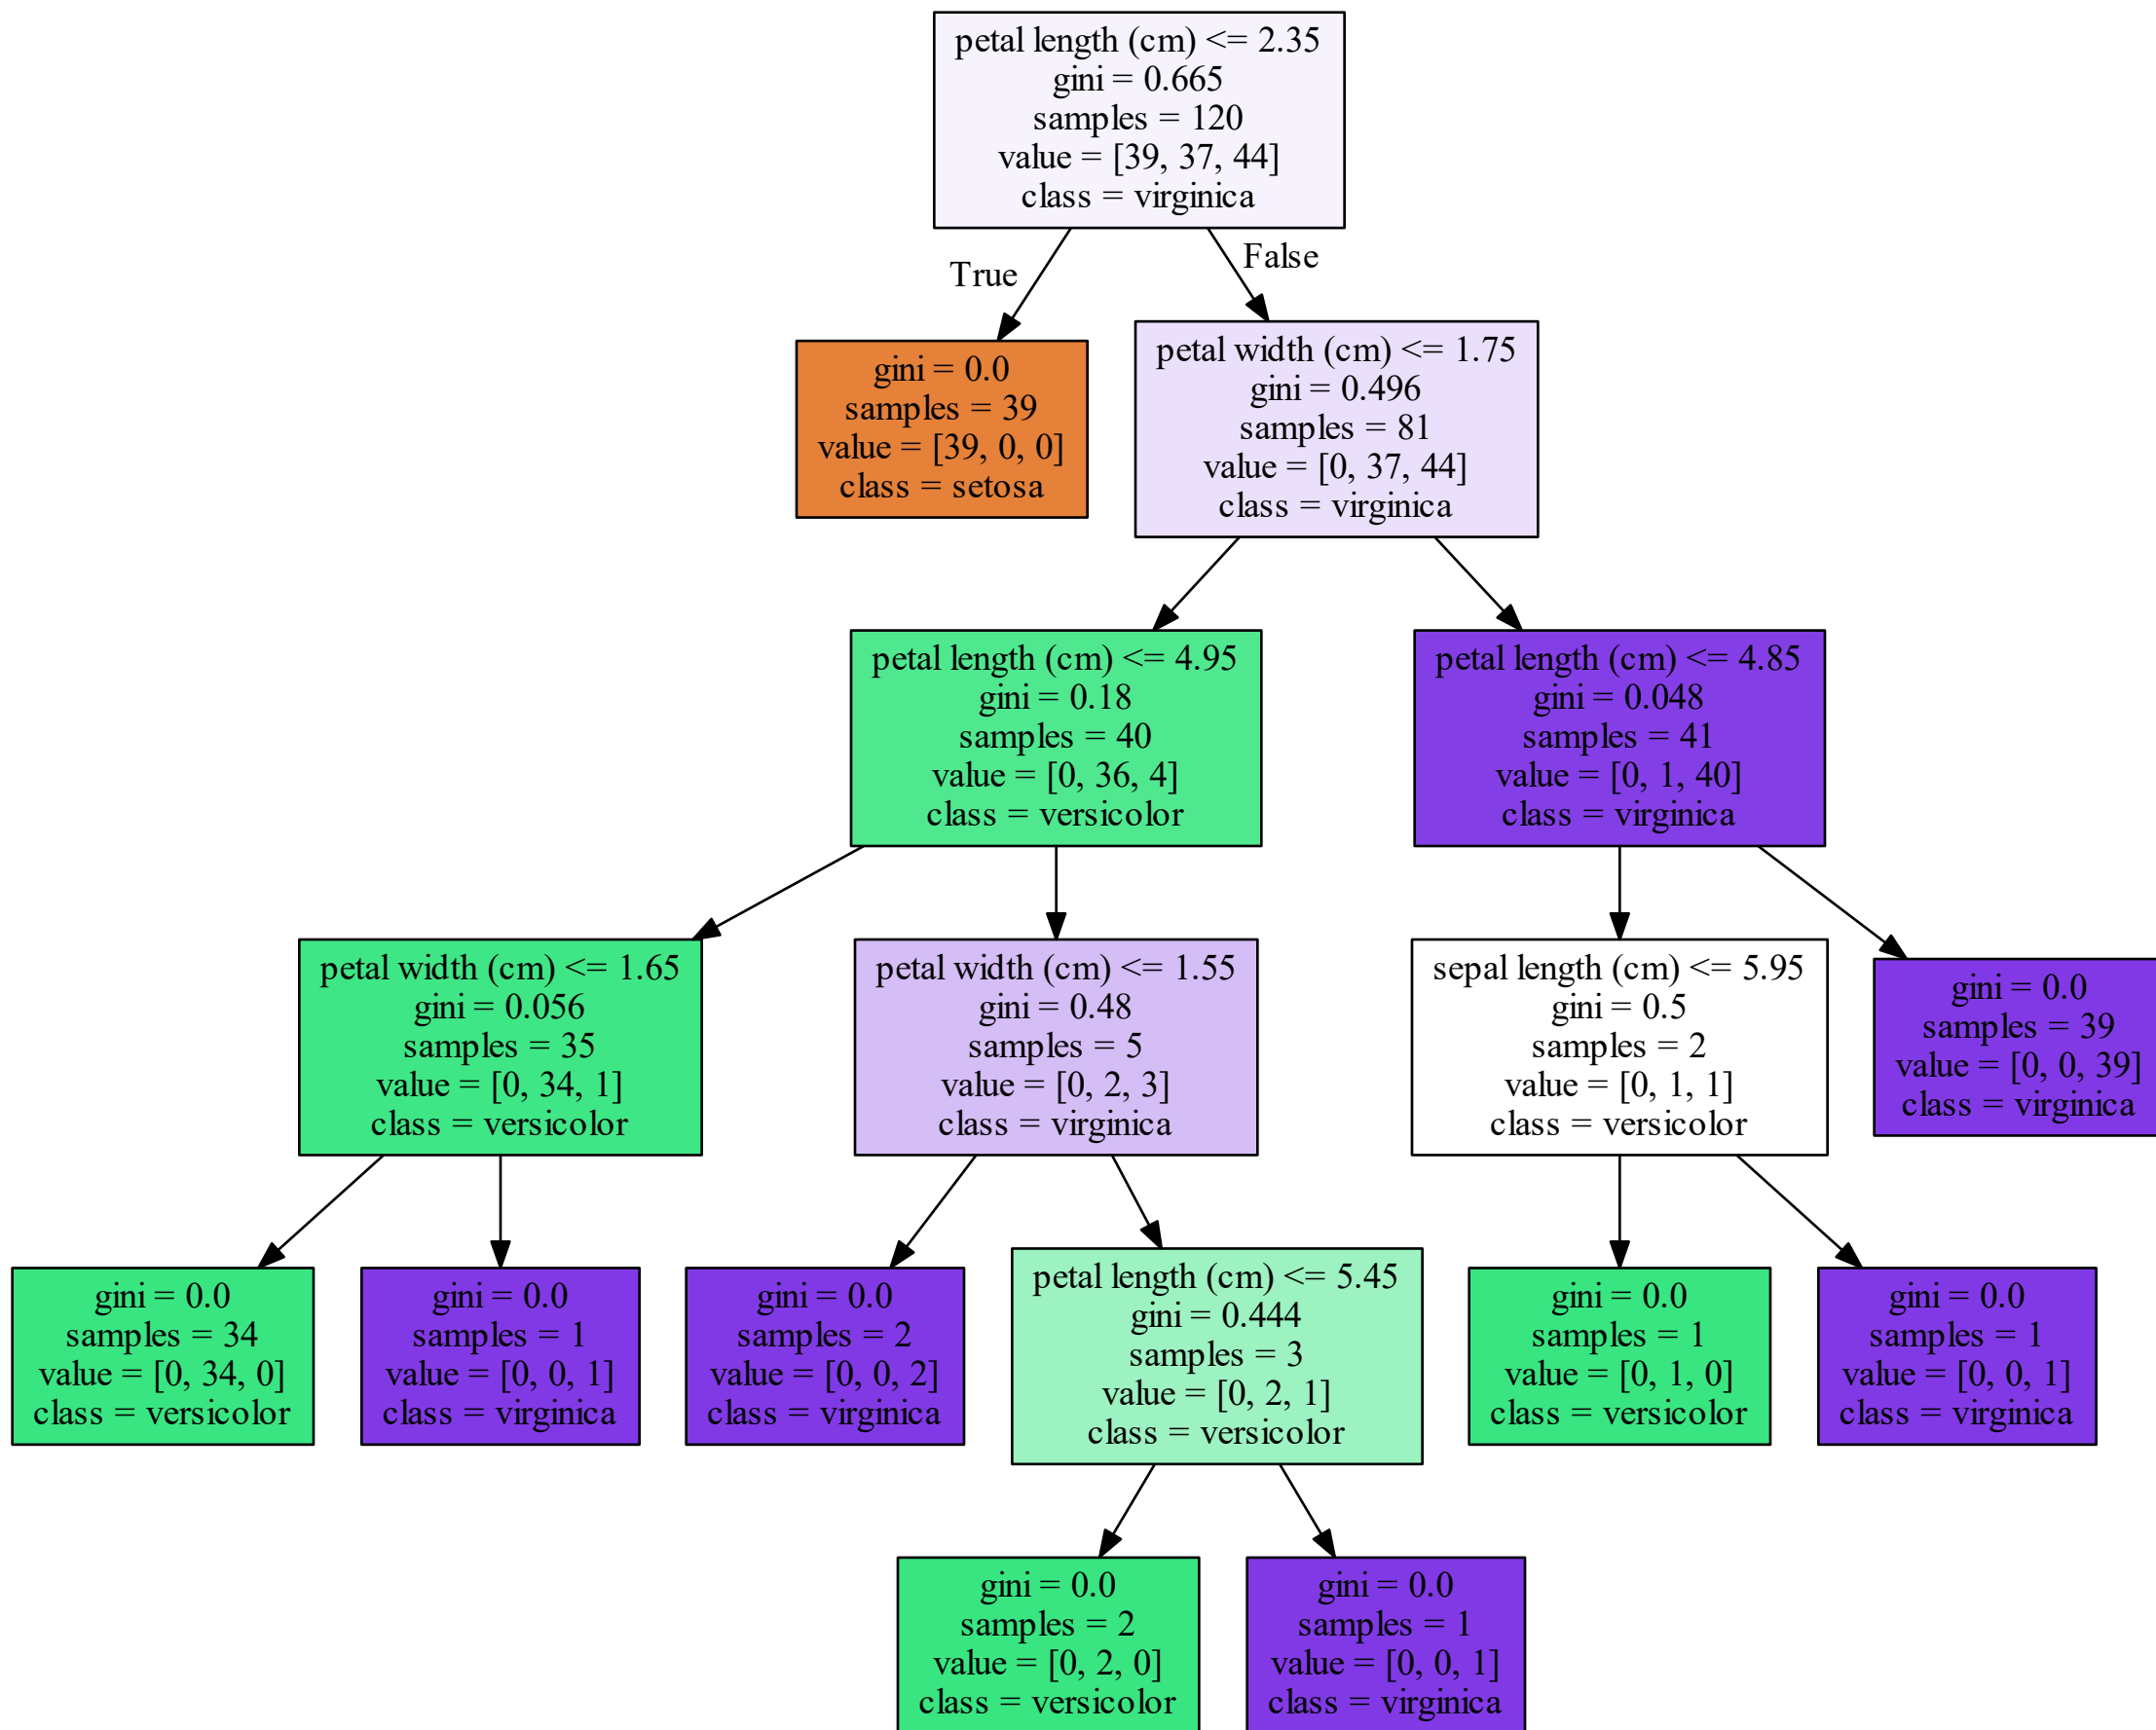 petal length (cm) <= 2.35
gini = 0.665
samples = 120
value = [39, 37, 44]
class = virginica
True
False
gini = 0.0
samples = 39
value = [39, 0, 0]
class = setosa
petal width (cm) <= 1.75
gini = 0.496
samples = 81
value = [0, 37, 44]
class = virginica
petal length (cm) <= 4.95
gini = 0.18
samples = 40
value = [0, 36, 4]
class = versicolor
petal length (cm) <= 4.85
gini = 0.048
samples = 41
value = [0, 1, 40]
class = virginica
petal width (cm) <= 1.65
gini = 0.056
samples = 35
value = [0, 34, 1]
class = versicolor
petal width (cm) <= 1.55
gini = 0.48
samples = 5
value = [0, 2, 3]
class = virginica
sepal length (cm) <= 5.95
gini = 0.5
samples = 2
value = [0, 1, 1]
class = versicolor
gini = 0.0
samples = 39
value = [0, 0, 39]
class = virginica
gini = 0.0
samples = 34
value = [0, 34, 0]
class = versicolor
gini = 0.0
samples = 1
value = [0, 0, 1]
class = virginica
gini = 0.0
samples = 2
value = [0, 0, 2]
class = virginica
petal length (cm) <= 5.45
gini = 0.444
samples = 3
value = [0, 2, 1]
class = versicolor
gini = 0.0
samples = 1
value = [0, 1, 0]
class = versicolor
gini = 0.0
samples = 1
value = [0, 0, 1]
class = virginica
gini = 0.0
samples = 2
value = [0, 2, 0]
class = versicolor
gini = 0.0
samples = 1
value = [0, 0, 1]
class = virginica